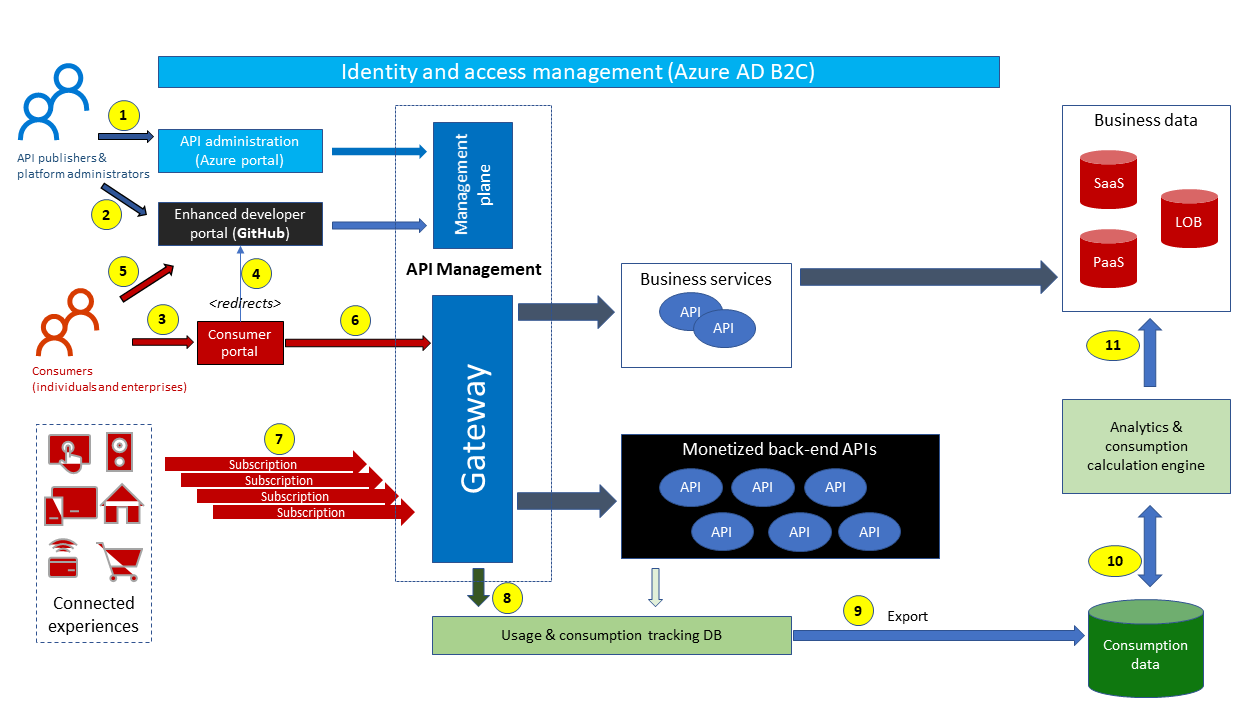 Identity and access management (Azure AD B2C)
1
API publishers &
platform administrators
API administration
(Azure portal)
2
Enhanced developer
portal (GitHub)
Management
plane
API Management
5
4
<redirects>
3
Consumer
portal
6
Consumers
(individuals and enterprises)
Gateway
Business services
API
API
Business data
SaaS
LOB
PaaS
11
7
Subscription
Subscription
Subscription
Subscription
Connected
experiences
Monetized back-end APIs
API
API
API
API
API
API
Analytics &
consumption
calculation engine
10
8
Usage & consumption tracking DB
9
Export
Consumption
data